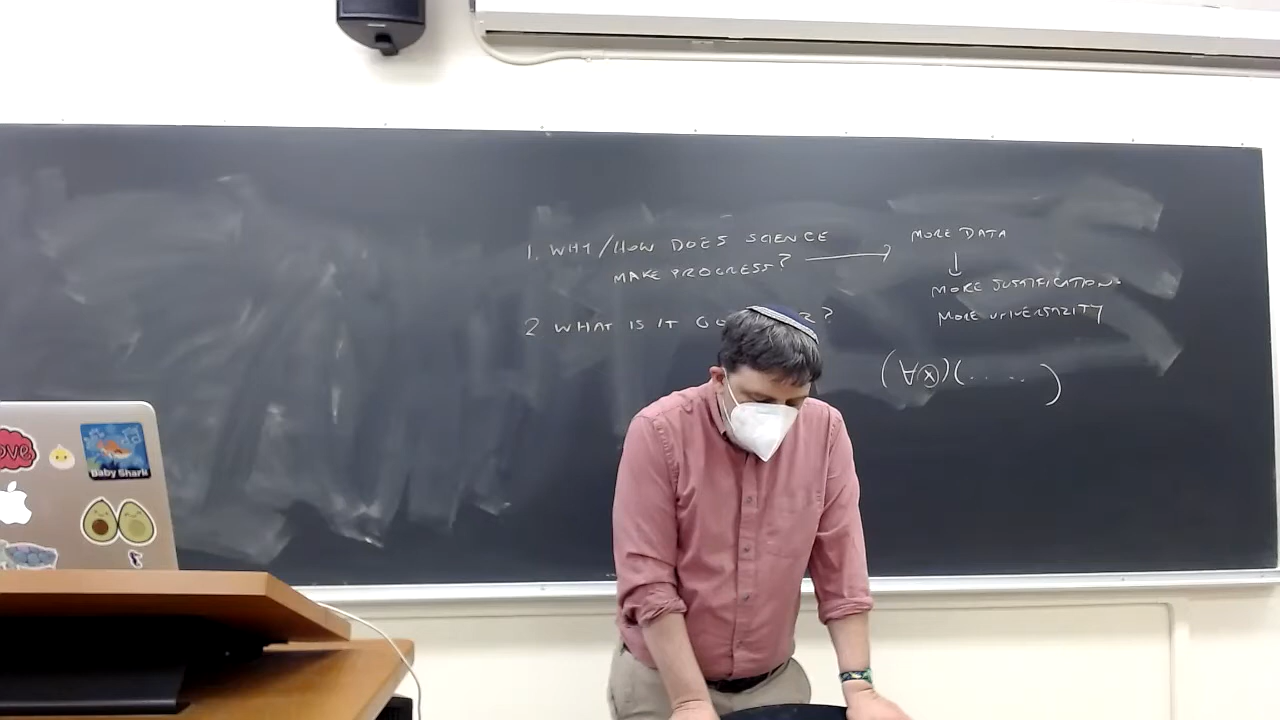 1. WHY/HOW DOES SCIENCE
MAKE PROGRESS?
MORE DATA
MORE JUSTIFICATION
MORE UNIVERSALITY
2 WHAT IS IT
?
(∀x)(.....)
ove
Baby Shark